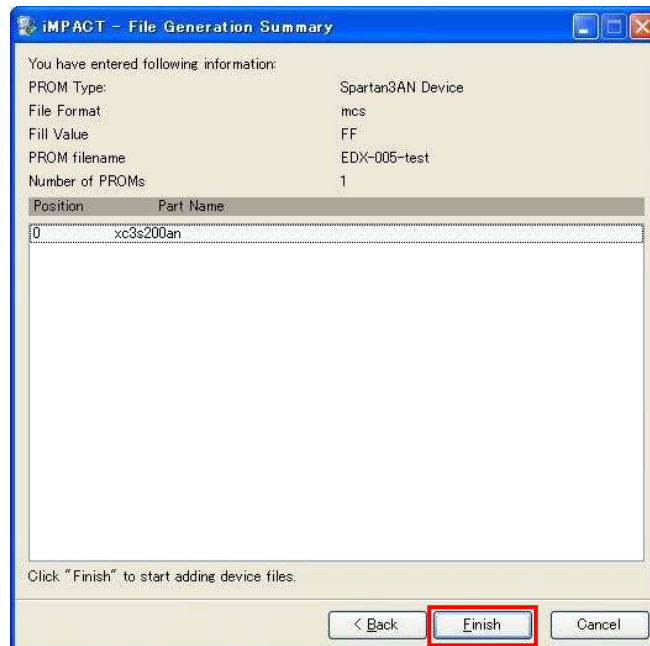 iMPACT - File Generation Summary
You have entered following information:
PROM Type: Spartan3AN Device
File Format mcs
Fill Value FF
PROM filename EDX-005-test
Number of PROMs 1
Position Part Name
0 xc3s200an
Click "Finish" to start adding device files.
< Back Finish Cancel